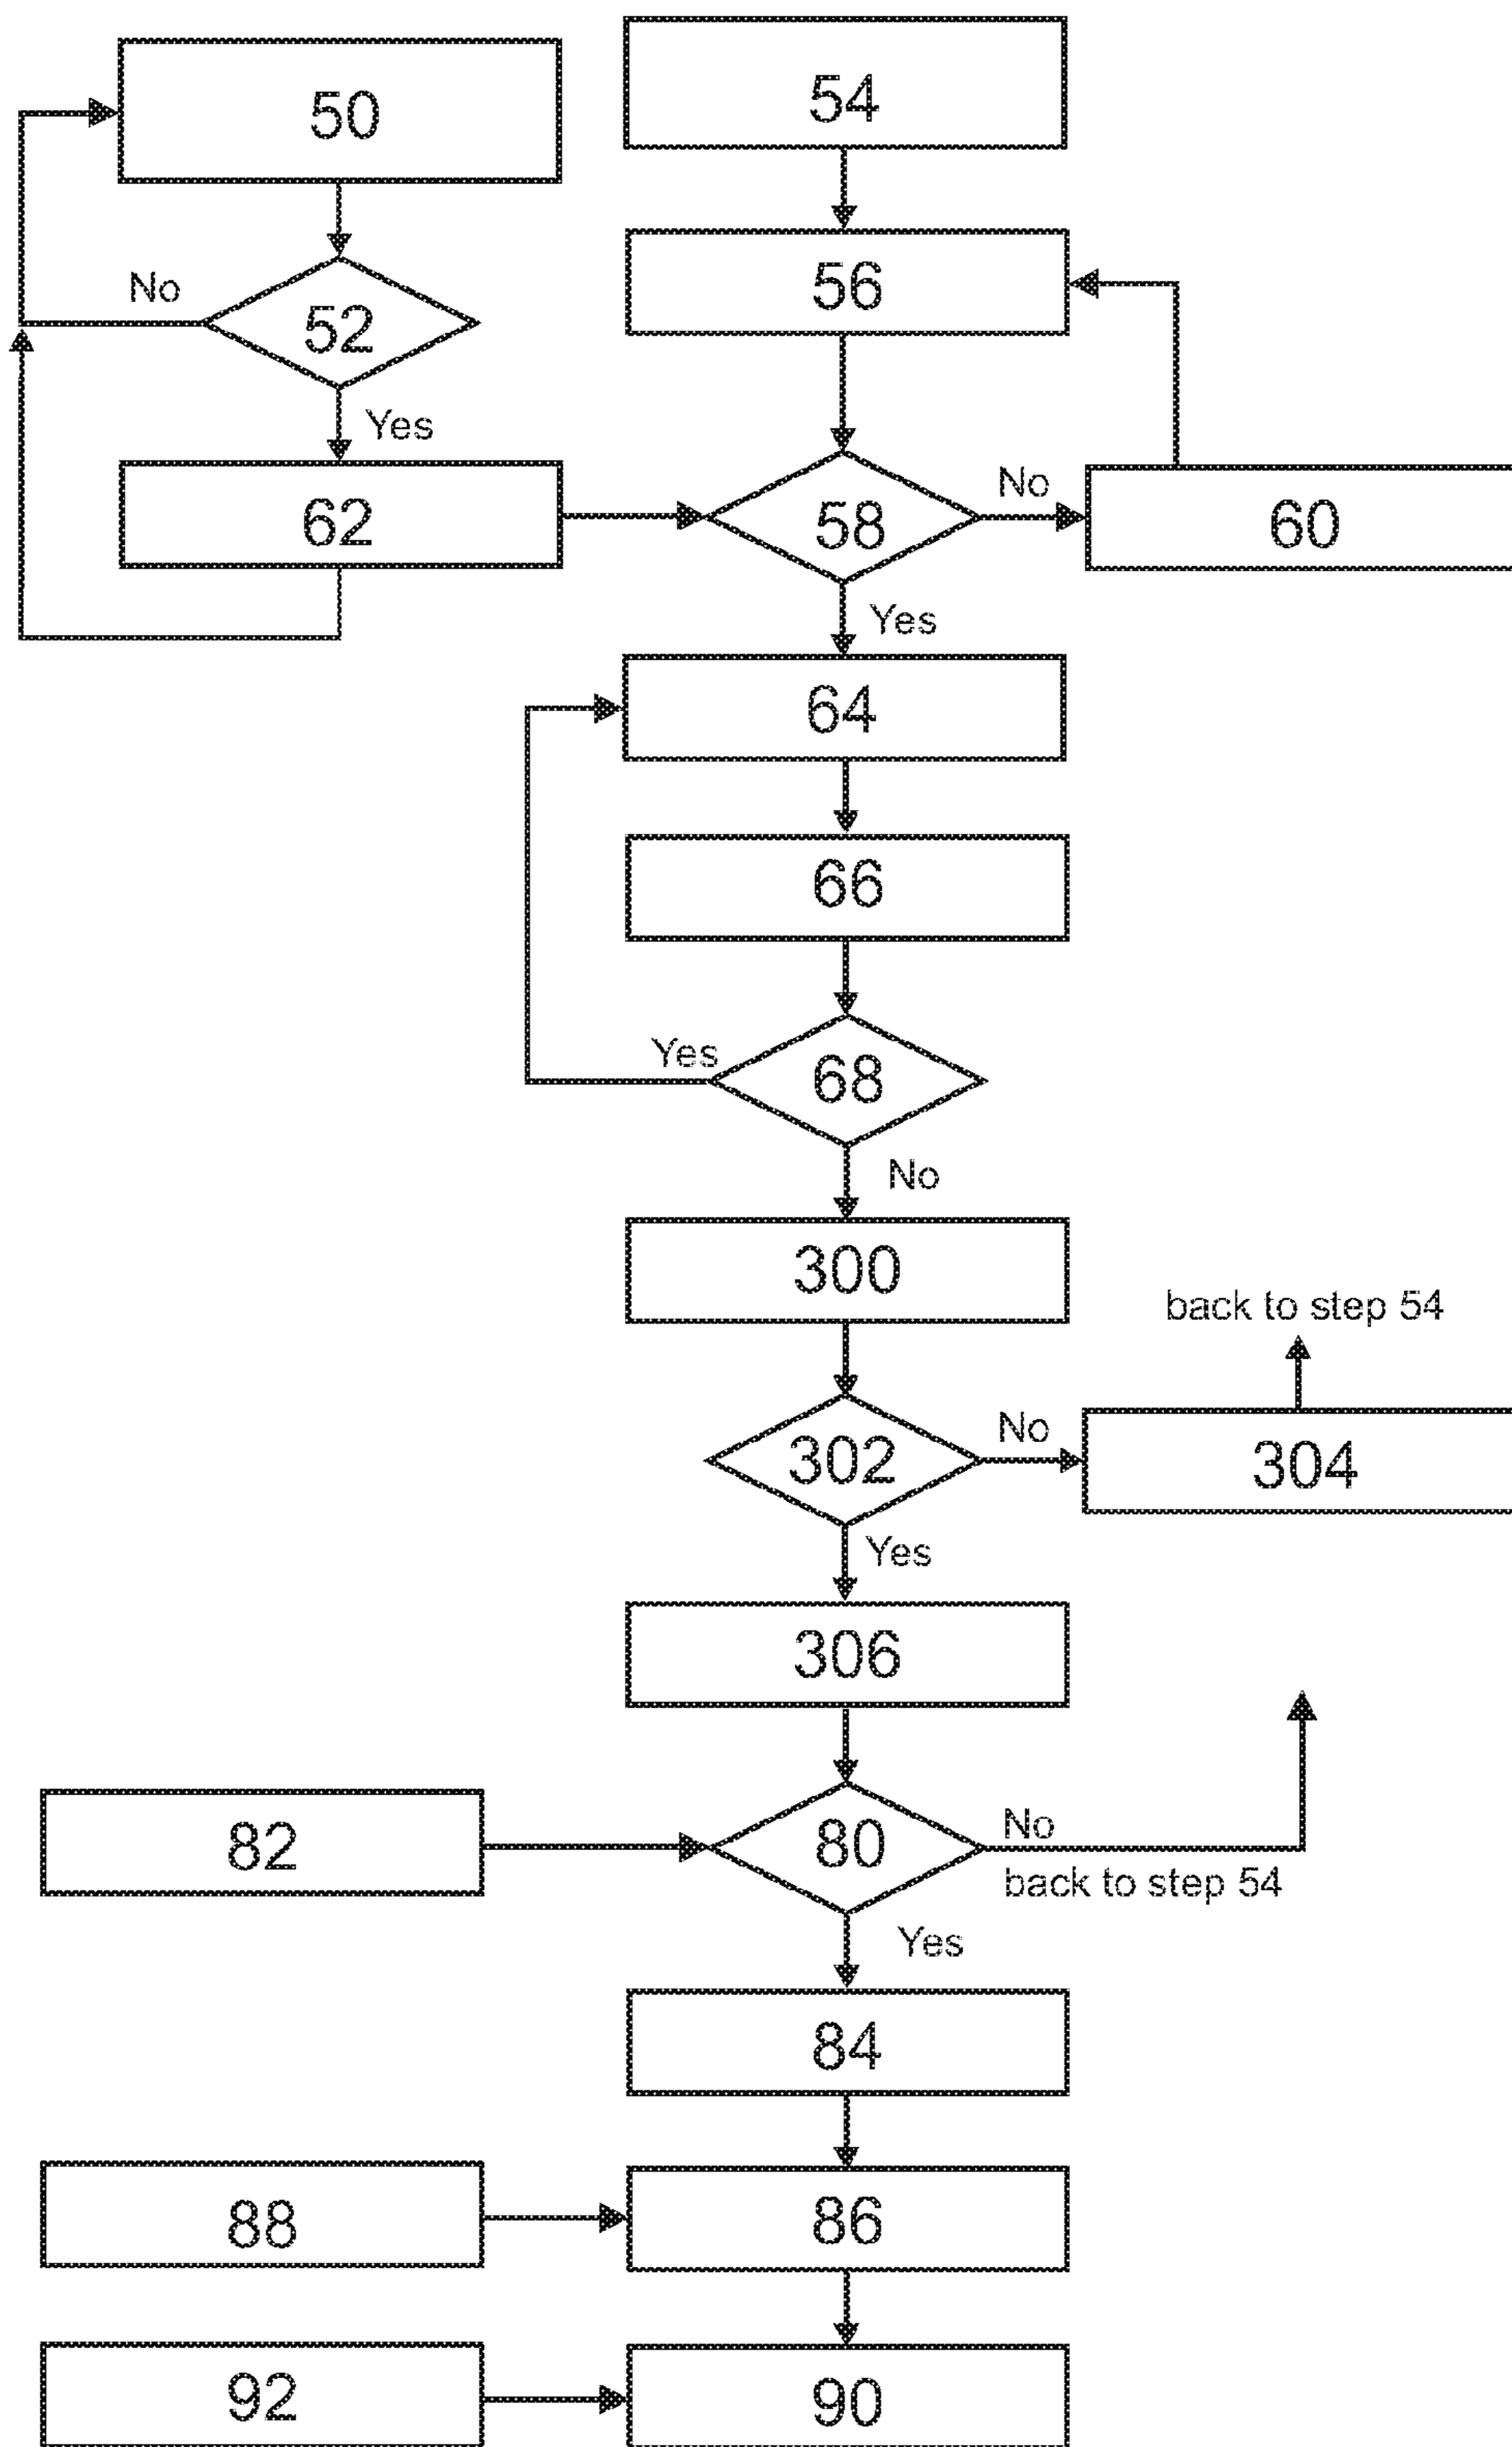 50
54
56
No
52
Yes
62
58
No
60
Yes
64
66
Yes
68
No
300
back to step 54
302
No
304
Yes
306
82
80
No
back to step 54
Yes
84
88
86
92
90